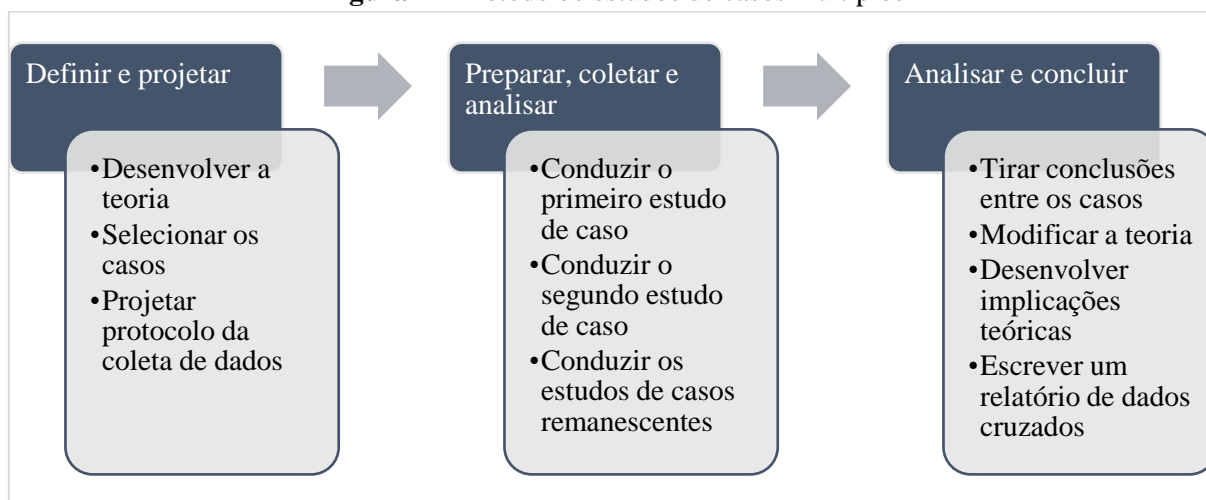 Definir e projetar
•Desenvolver a
teoria
•Selecionar os
casos
•Projetar
protocolo da
coleta de dados
Preparar, coletar e
analisar
•Conduzir o
primeiro estudo
de caso
•Conduzir o
segundo estudo
de caso
•Conduzir os
estudos de casos
remanescentes
Analisar e concluir
•Tirar conclusões
entre os casos
•Modificar a teoria
•Desenvolver
implicações
teóricas
•Escrever um
relatório de dados
cruzados